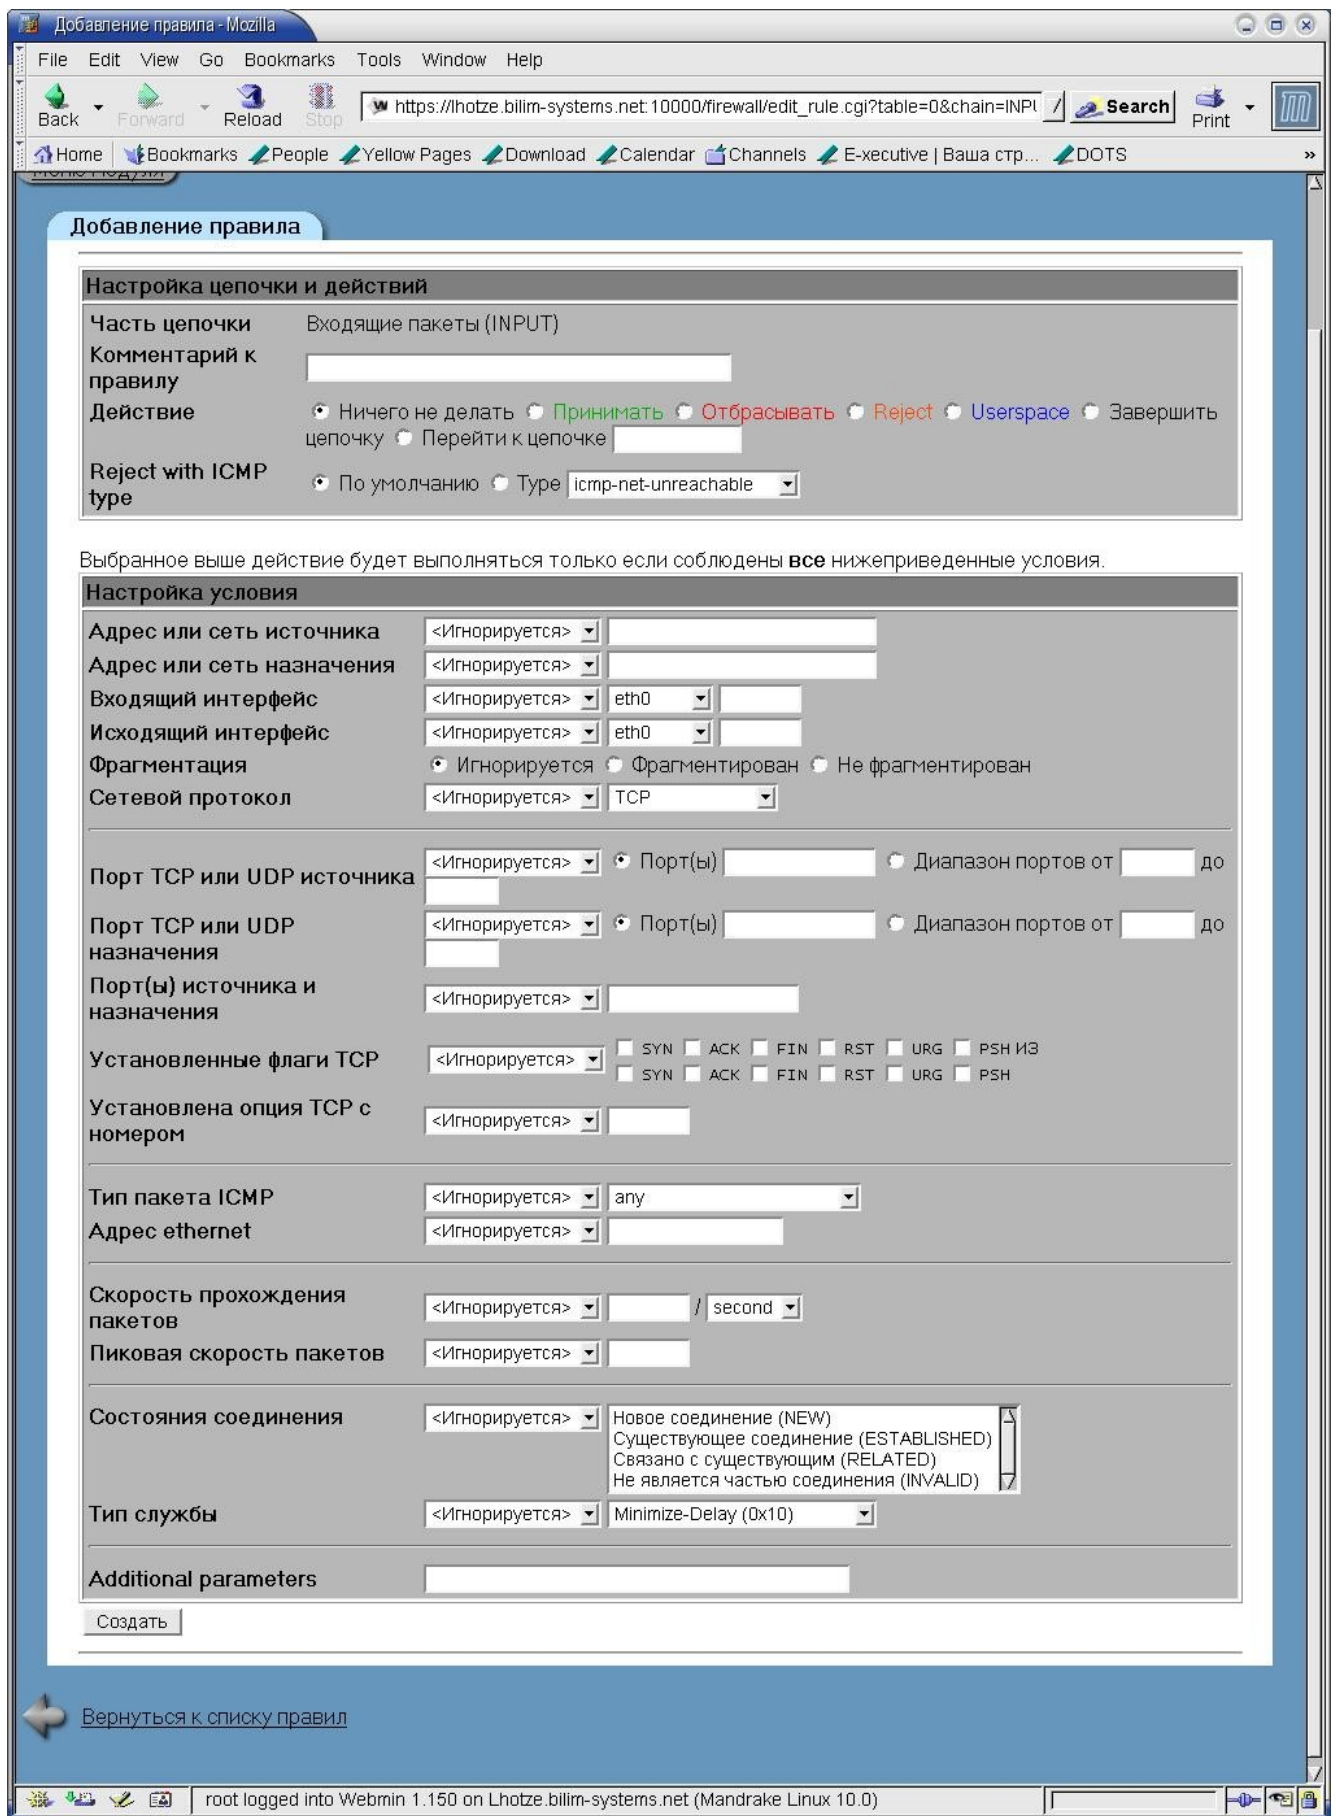 Добавление правила - Mozilla
File Edit View Go Bookmarks Tools Window Help
Back Forward Reload Stop https://lhotze.bilim-systems.net:10000/firewall/edit_rule.cgi?table=0&chain=INPU Search Print
Home Bookmarks People Yellow Pages Download Calendar Channels E-xecutive | Ваша стр... DOTS »
Добавление правила
Настройка цепочки и действий
Часть цепочки Входящие пакеты (INPUT)
Комментарий к
правилу
Действие Ничего не делать Принимать Отбрасывать Reject Userspace Завершить
цепочку Перейти к цепочке
Reject with ICMP
type По умолчанию Type icmp-net-unreachable
Выбранное выше действие будет выполняться только если соблюдены все нижеприведенные условия.
Настройка условия
Адрес или сеть источника <Игнорируется>
Адрес или сеть назначения <Игнорируется>
Входящий интерфейс <Игнорируется> eth0
Исходящий интерфейс <Игнорируется> eth0
Фрагментация Игнорируется Фрагментирован Не фрагментирован
Сетевой протокол <Игнорируется> TCP
Порт TCP или UDP источника <Игнорируется> Порт(ы) Диапазон портов от до
Порт TCP или UDP
назначения <Игнорируется> Порт(ы) Диапазон портов от до
Порт(ы) источника и
назначения <Игнорируется>
Установленные флаги TCP <Игнорируется> SYN ACK FIN RST URG PSH ИЗ
SYN ACK FIN RST URG PSH
Установлена опция TCP с
номером <Игнорируется>
Тип пакета ICMP <Игнорируется> any
Адрес ethernet <Игнорируется>
Скорость прохождения
пакетов <Игнорируется> / second
Пиковая скорость пакетов <Игнорируется>
Состояния соединения <Игнорируется> Новое соединение (NEW)
Существующее соединение (ESTABLISHED)
Связано с существующим (RELATED)
Не является частью соединения (INVALID)
Тип службы <Игнорируется> Minimize-Delay (0x10)
Additional parameters
Создать
Вернуться к списку правил
root logged into Webmin 1.150 on Lhotze.bilim-systems.net (Mandrake Linux 10.0)